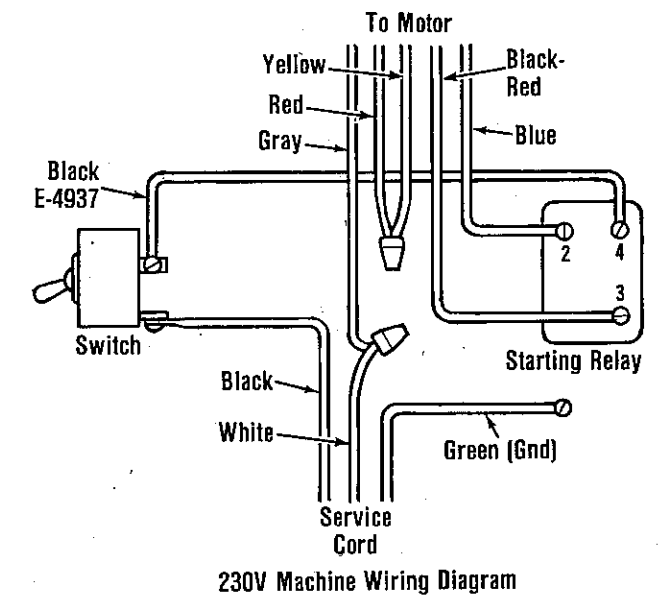 To Motor
Yellow
Black-
Red
Red
Gray
Blue
Black
E-4937
2
4
3
Switch
Starting Relay
Black
White
Green (Gnd)
Service
Cord
230V Machine Wiring Diagram